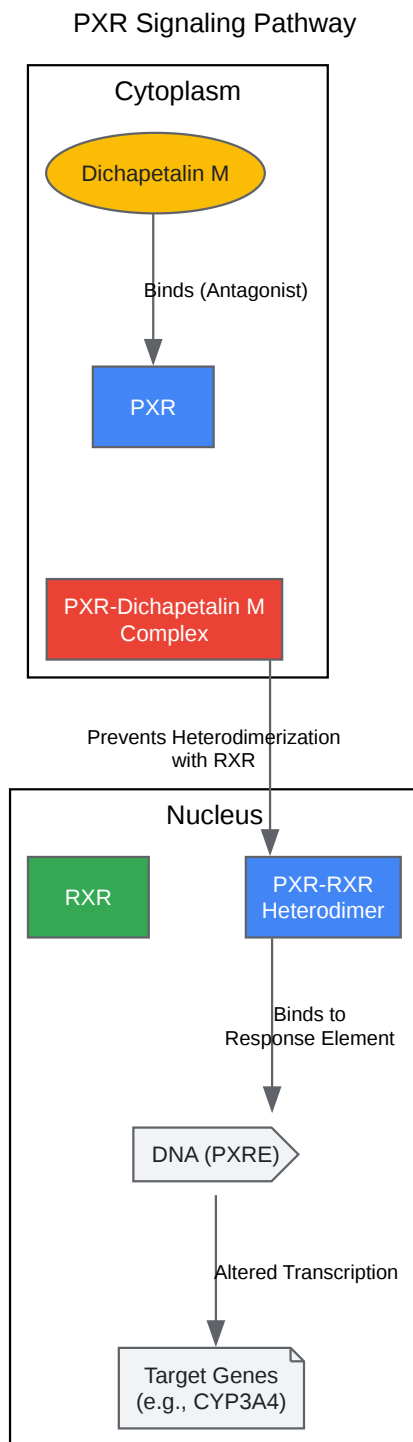 PXR Signaling Pathway
Cytoplasm
Dichapetalin M
Binds (Antagonist)
PXR
PXR-Dichapetalin M
Complex
Prevents Heterodimerization
with RXR
Nucleus
RXR
PXR-RXR
Heterodimer
Binds to
Response Element
DNA (PXRE)
Altered Transcription
Target Genes
(e.g., CYP3A4)